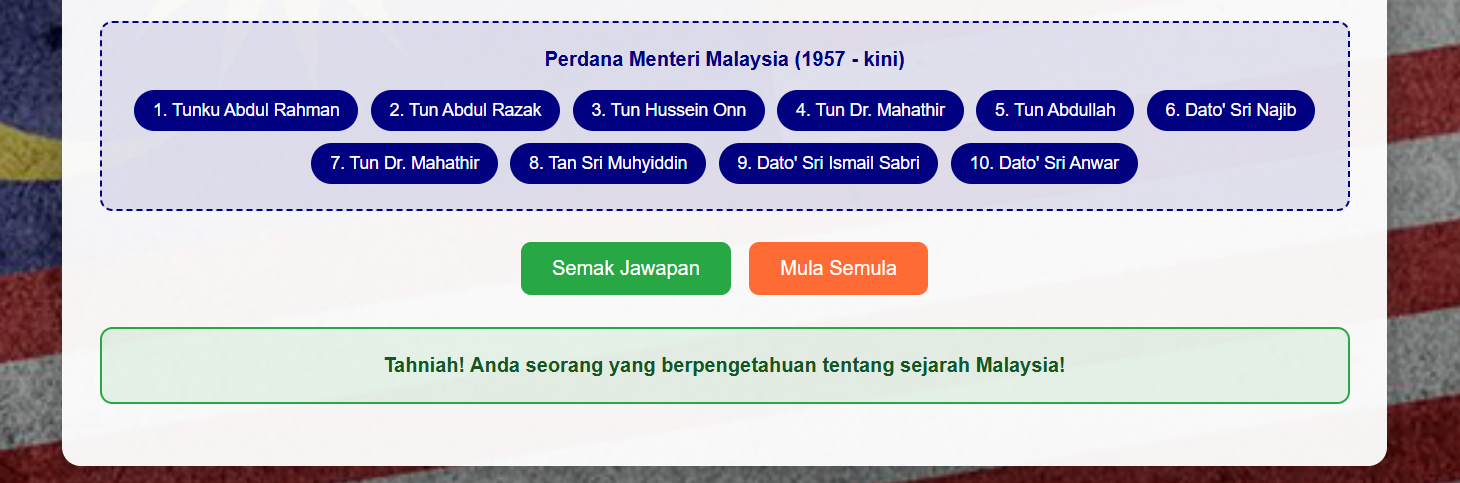 Perdana Menteri Malaysia (1957 - kini)
1. Tunku Abdul Rahman 2. Tun Abdul Razak 3. Tun Hussein Onn 4. Tun Dr. Mahathir 5. Tun Abdullah 6. Dato' Sri Najib
7. Tun Dr. Mahathir 8. Tan Sri Muhyiddin 9. Dato' Sri Ismail Sabri 10. Dato' Sri Anwar
Semak Jawapan Mula Semula
Tahniah! Anda seorang yang berpengetahuan tentang sejarah Malaysia!